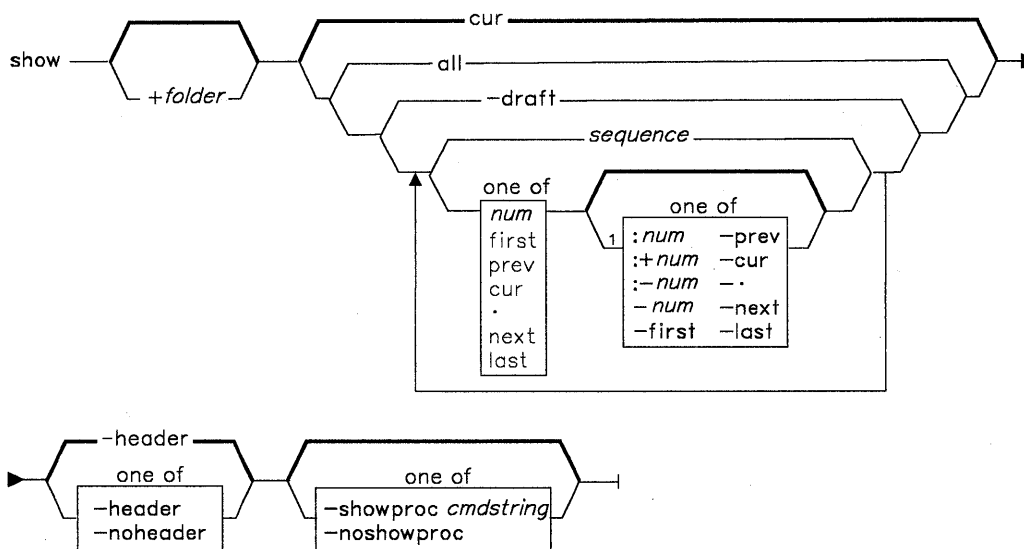 cur
show
+folder
all
-draft
sequence
one of
num
first
prev
cur
.
next
last
one of
1
:num -prev
:+num -cur
:-num -.
-num -next
-first -last
-header
one of
-header
-noheader
one of
-showproc cmdstring
-noshowproc